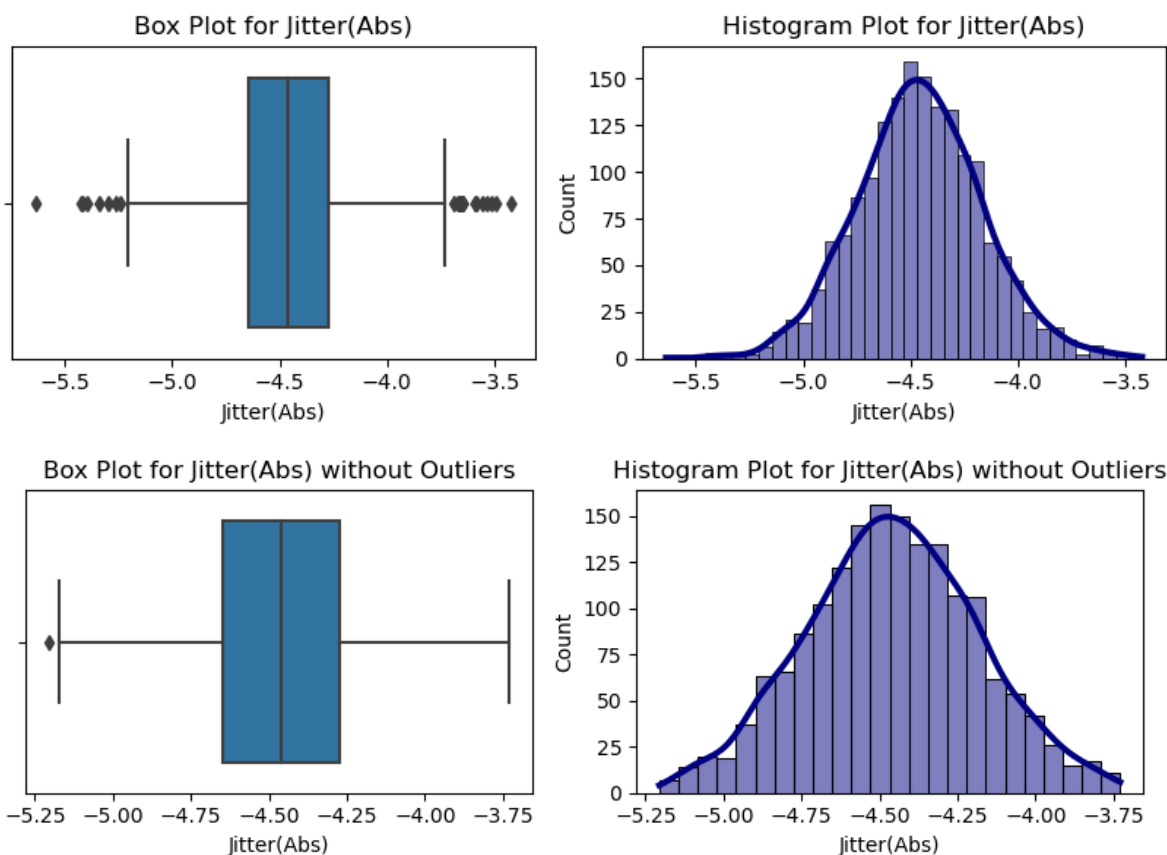 Box Plot for Jitter(Abs)
−5.5 −5.0 −4.5 −4.0 −3.5
Jitter(Abs)
Histogram Plot for Jitter(Abs)
Count
150
125
100
75
50
25
0
−5.5 −5.0 −4.5 −4.0 −3.5
Jitter(Abs)
Box Plot for Jitter(Abs) without Outliers
−5.25 −5.00 −4.75 −4.50 −4.25 −4.00 −3.75
Jitter(Abs)
Histogram Plot for Jitter(Abs) without Outliers
Count
150
125
100
75
50
25
0
−5.25 −5.00 −4.75 −4.50 −4.25 −4.00 −3.75
Jitter(Abs)